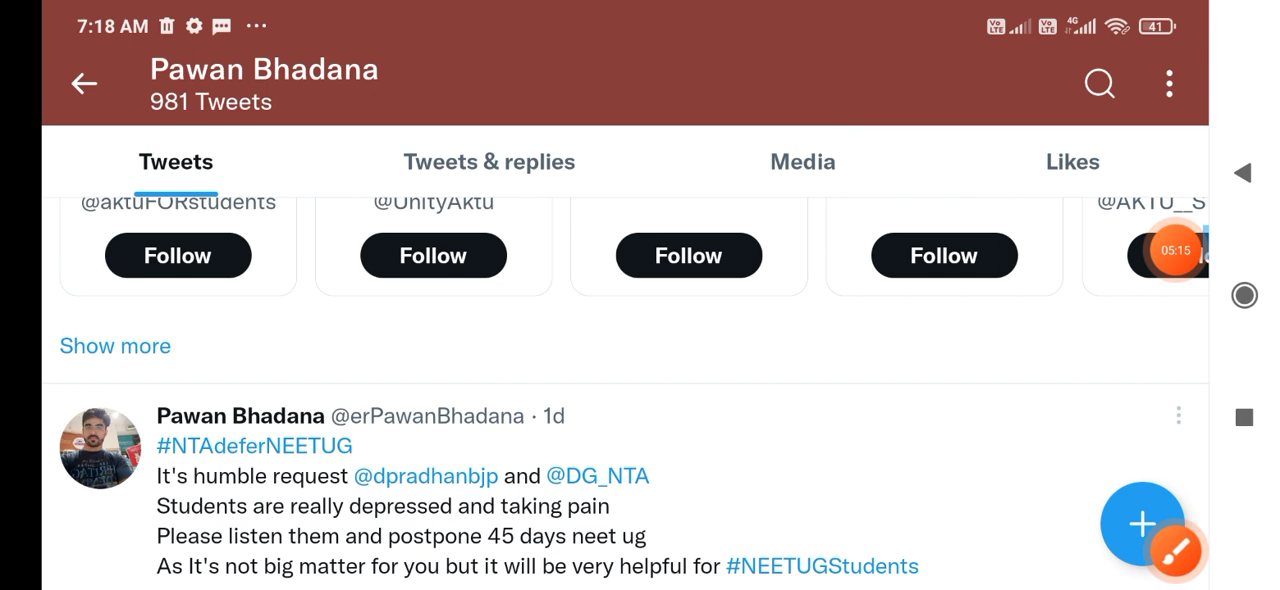 7:18 AM
41
Pawan Bhadana
981 Tweets
Tweets Tweets & replies Media Likes
@aktuFORstudents @UnityAktu @AKTU__S
Follow Follow Follow Follow
05:15
Show more
Pawan Bhadana @erPawanBhadana · 1d
#NTAdeferNEETUG
It's humble request @dpradhanbjp and @DG_NTA
Students are really depressed and taking pain
Please listen them and postpone 45 days neet ug
As It's not big matter for you but it will be very helpful for #NEETUGStudents